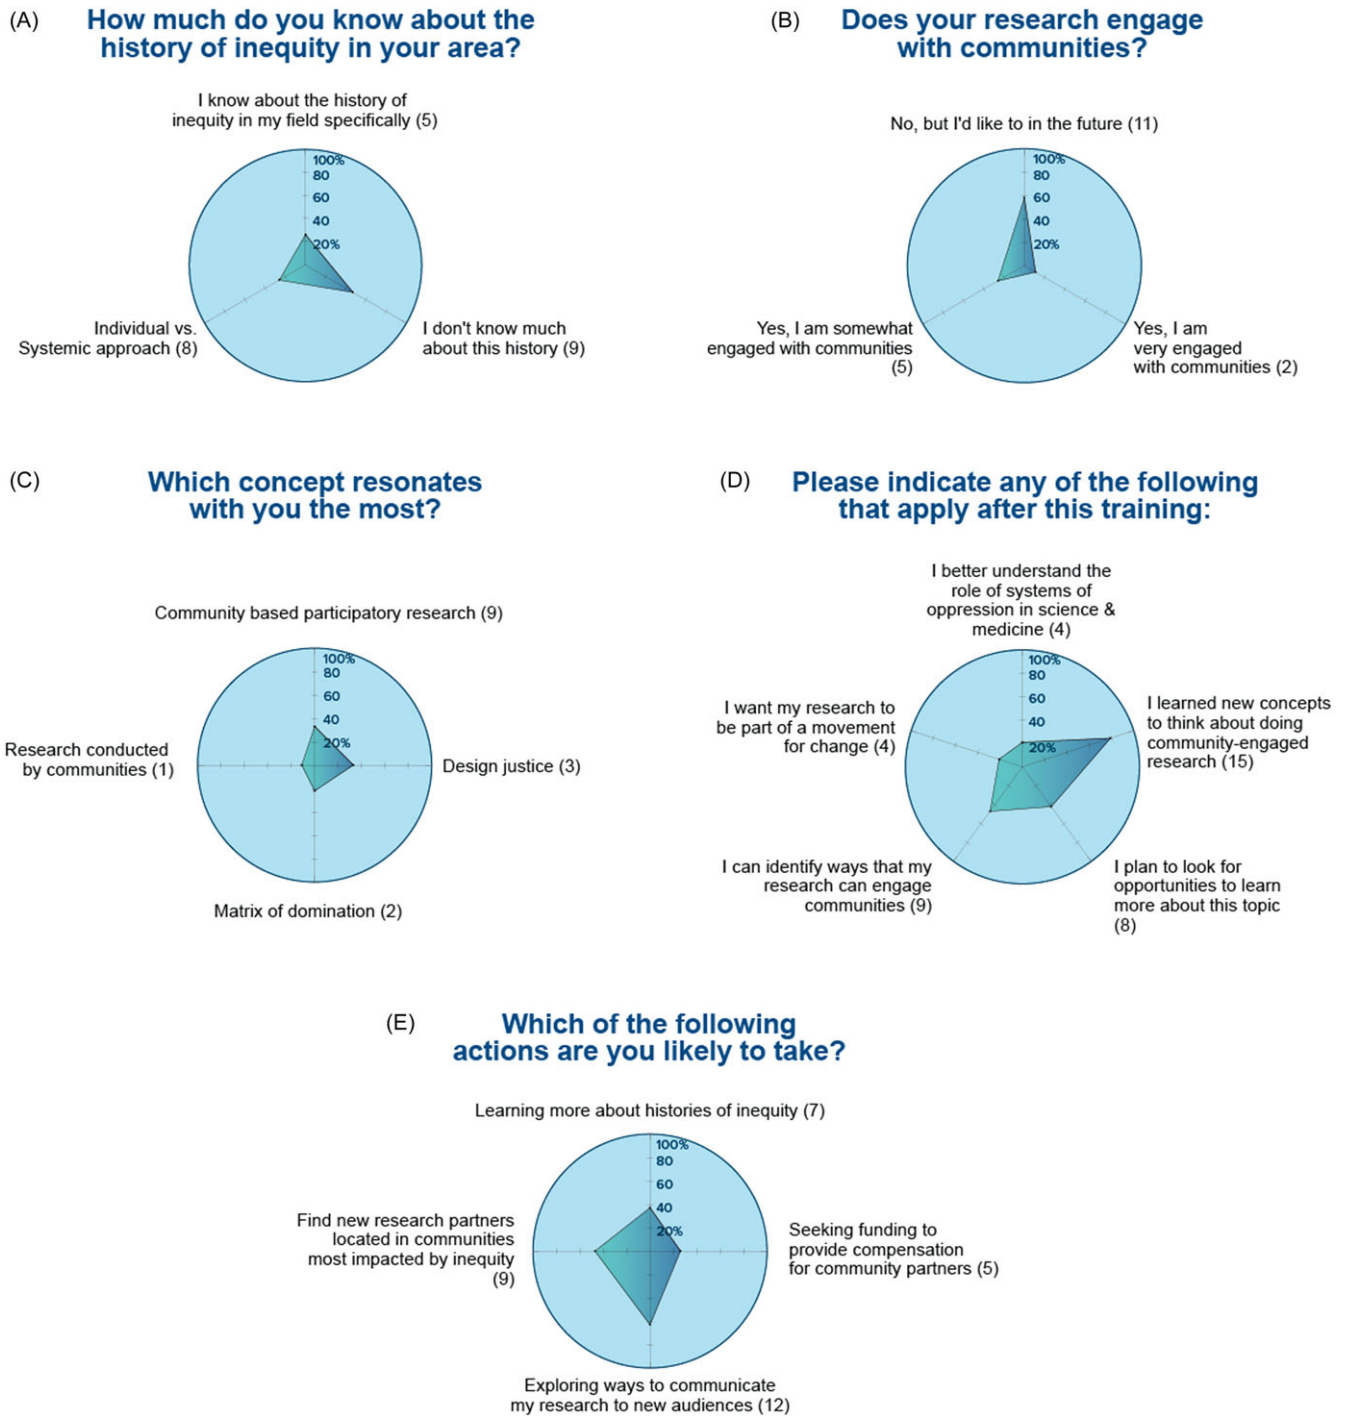 (A)
How much do you know about the
history of inequity in your area?
I know about the history of
inequity in my field specifically (5)
100%
80
60
40
20%
Individual vs.
Systemic approach (8)
I don't know much
about this history (9)
(B)
Does your research engage
with communities?
No, but I'd like to in the future (11)
100%
80
60
40
20%
Yes, I am somewhat
engaged with communities
(5)
Yes, I am
very engaged
with communities (2)
(C)
Which concept resonates
with you the most?
Community based participatory research (9)
100%
80
60
40
20%
Research conducted
by communities (1)
Design justice (3)
Matrix of domination (2)
(D)
Please indicate any of the following
that apply after this training:
I better understand the
role of systems of
oppression in science &
medicine (4)
100%
80
60
40
20%
I want my research to
be part of a movement
for change (4)
I learned new concepts
to think about doing
community-engaged
research (15)
I can identify ways that my
research can engage
communities (9)
I plan to look for
opportunities to learn
more about this topic
(8)
(E)
Which of the following
actions are you likely to take?
Learning more about histories of inequity (7)
100%
80
60
40
20%
Find new research partners
located in communities
most impacted by inequity
(9)
Seeking funding to
provide compensation
for community partners (5)
Exploring ways to communicate
my research to new audiences (12)